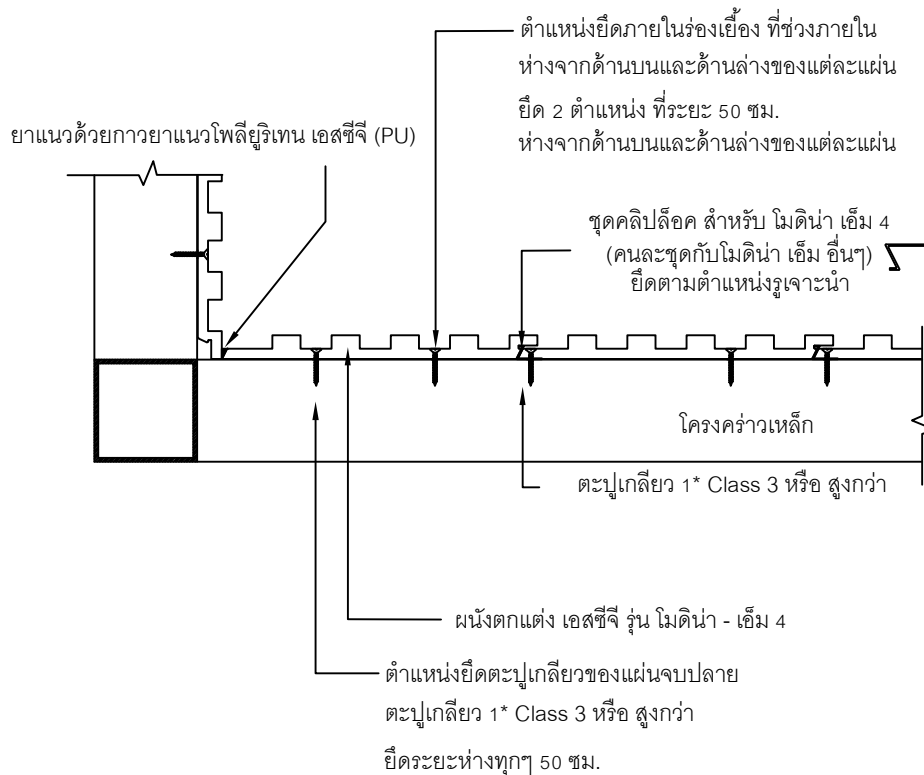 ตำแหน่งยึดภายในร่องเยื้อง ที่ช่วงภายใน
ห่างจากด้านบนและด้านล่างของแต่ละแผ่น
ยึด 2 ตำแหน่ง ที่ระยะ 50 ซม.
ห่างจากด้านบนและด้านล่างของแต่ละแผ่น
ยาแนวด้วยกาวยาแนวโพลียูริเทน เอสซีจี (PU)
ชุดคลิปล็อค สำหรับ โมดิน่า เอ็ม 4
(คนละชุดกับโมดิน่า เอ็ม อื่นๆ)
ยึดตามตำแหน่งรูเจาะนำ
โครงคร่าวเหล็ก
ตะปูเกลียว 1* Class 3 หรือ สูงกว่า
ผนังตกแต่ง เอสซีจี รุ่น โมดิน่า - เอ็ม 4
ตำแหน่งยึดตะปูเกลียวของแผ่นจบปลาย
ตะปูเกลียว 1* Class 3 หรือ สูงกว่า
ยึดระยะห่างทุกๆ 50 ซม.